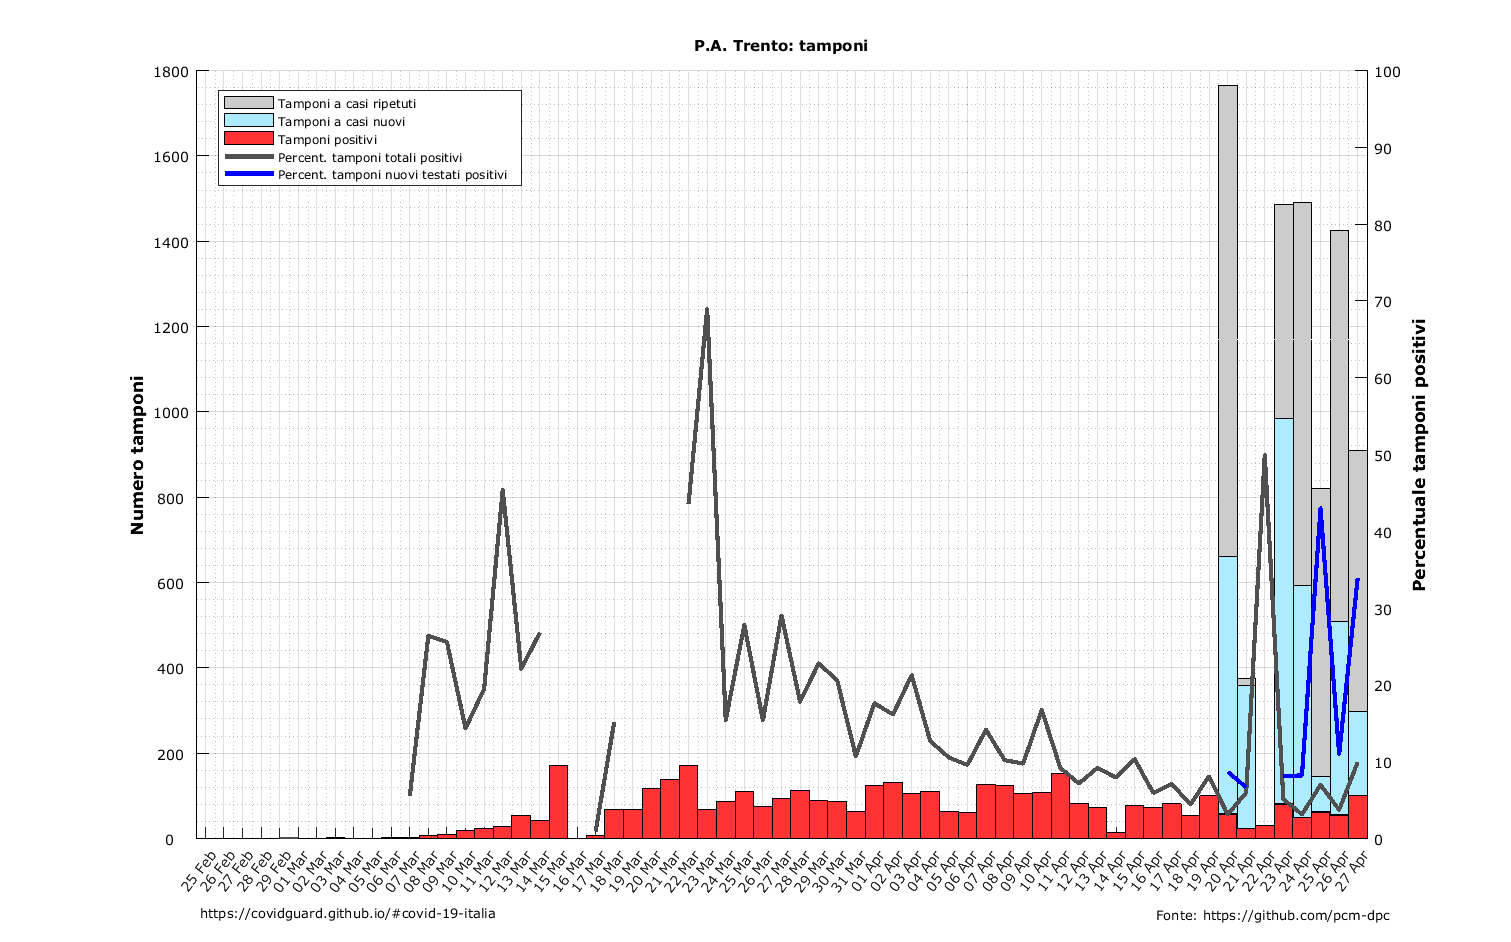 P.A. Trento: tamponi
Numero tamponi
1800
1600
1400
1200
1000
800
600
400
200
0
Tamponi a casi ripetuti
Tamponi a casi nuovi
Tamponi positivi
Percent. tamponi totali positivi
Percent. tamponi nuovi testati positivi
100
90
80
70
60
50
40
30
20
10
0
Percentuale tamponi positivi
25 Feb
26 Feb
27 Feb
28 Feb
29 Feb
01 Mar
02 Mar
03 Mar
04 Mar
05 Mar
06 Mar
07 Mar
08 Mar
09 Mar
10 Mar
11 Mar
12 Mar
13 Mar
14 Mar
15 Mar
16 Mar
17 Mar
18 Mar
19 Mar
20 Mar
21 Mar
22 Mar
23 Mar
24 Mar
25 Mar
26 Mar
27 Mar
28 Mar
29 Mar
30 Mar
31 Mar
01 Apr
02 Apr
03 Apr
04 Apr
05 Apr
06 Apr
07 Apr
08 Apr
09 Apr
10 Apr
11 Apr
12 Apr
13 Apr
14 Apr
15 Apr
16 Apr
17 Apr
18 Apr
19 Apr
20 Apr
21 Apr
22 Apr
23 Apr
24 Apr
25 Apr
26 Apr
27 Apr
https://covidguard.github.io/#covid-19-italia
Fonte: https://github.com/pcm-dpc